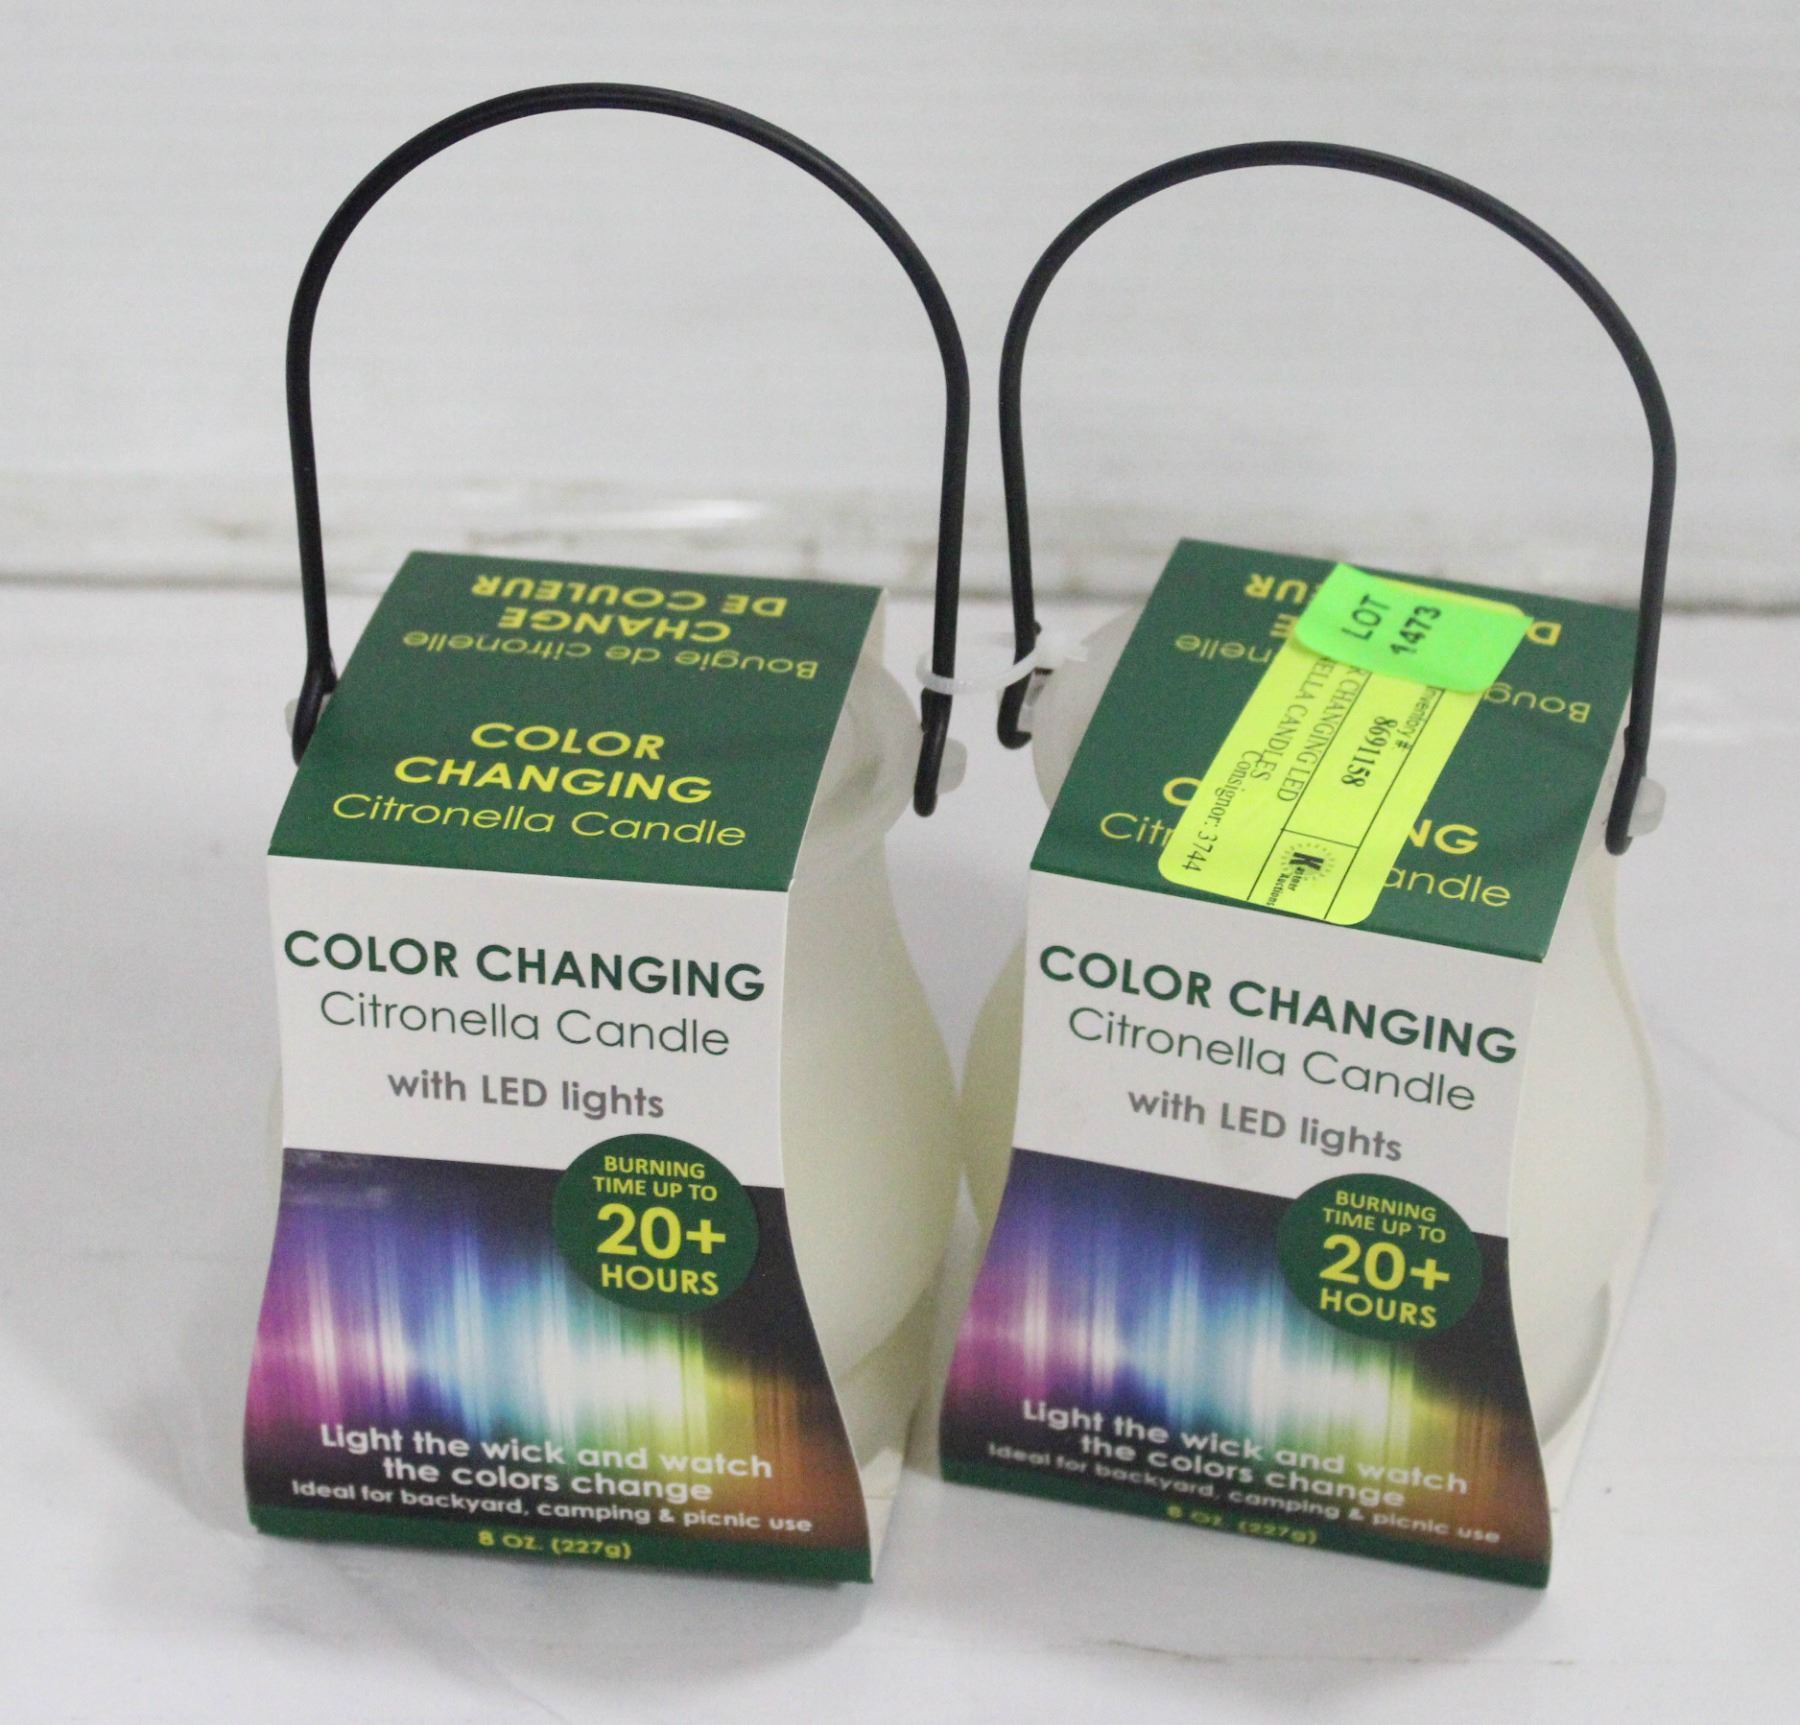 Bougie de citronelle
CHANGE
DE COULEUR
COLOR
CHANGING
Citronella Candle
COLOR CHANGING
Citronella Candle
with LED lights
BURNING
TIME UP TO
20+
HOURS
Light the wick and watch
the colors change
Ideal for backyard, camping & picnic use
8 OZ. (227g)
LOT
1473
Inventory #
8691158
CHANGING LED
CANDLES
Consignor: 3744
COLOR CHANGING
Citronella Candle
with LED lights
BURNING
TIME UP TO
20+
HOURS
Light the wick and watch
the colors change
Ideal for backyard, camping & picnic use
8 OZ. (227g)